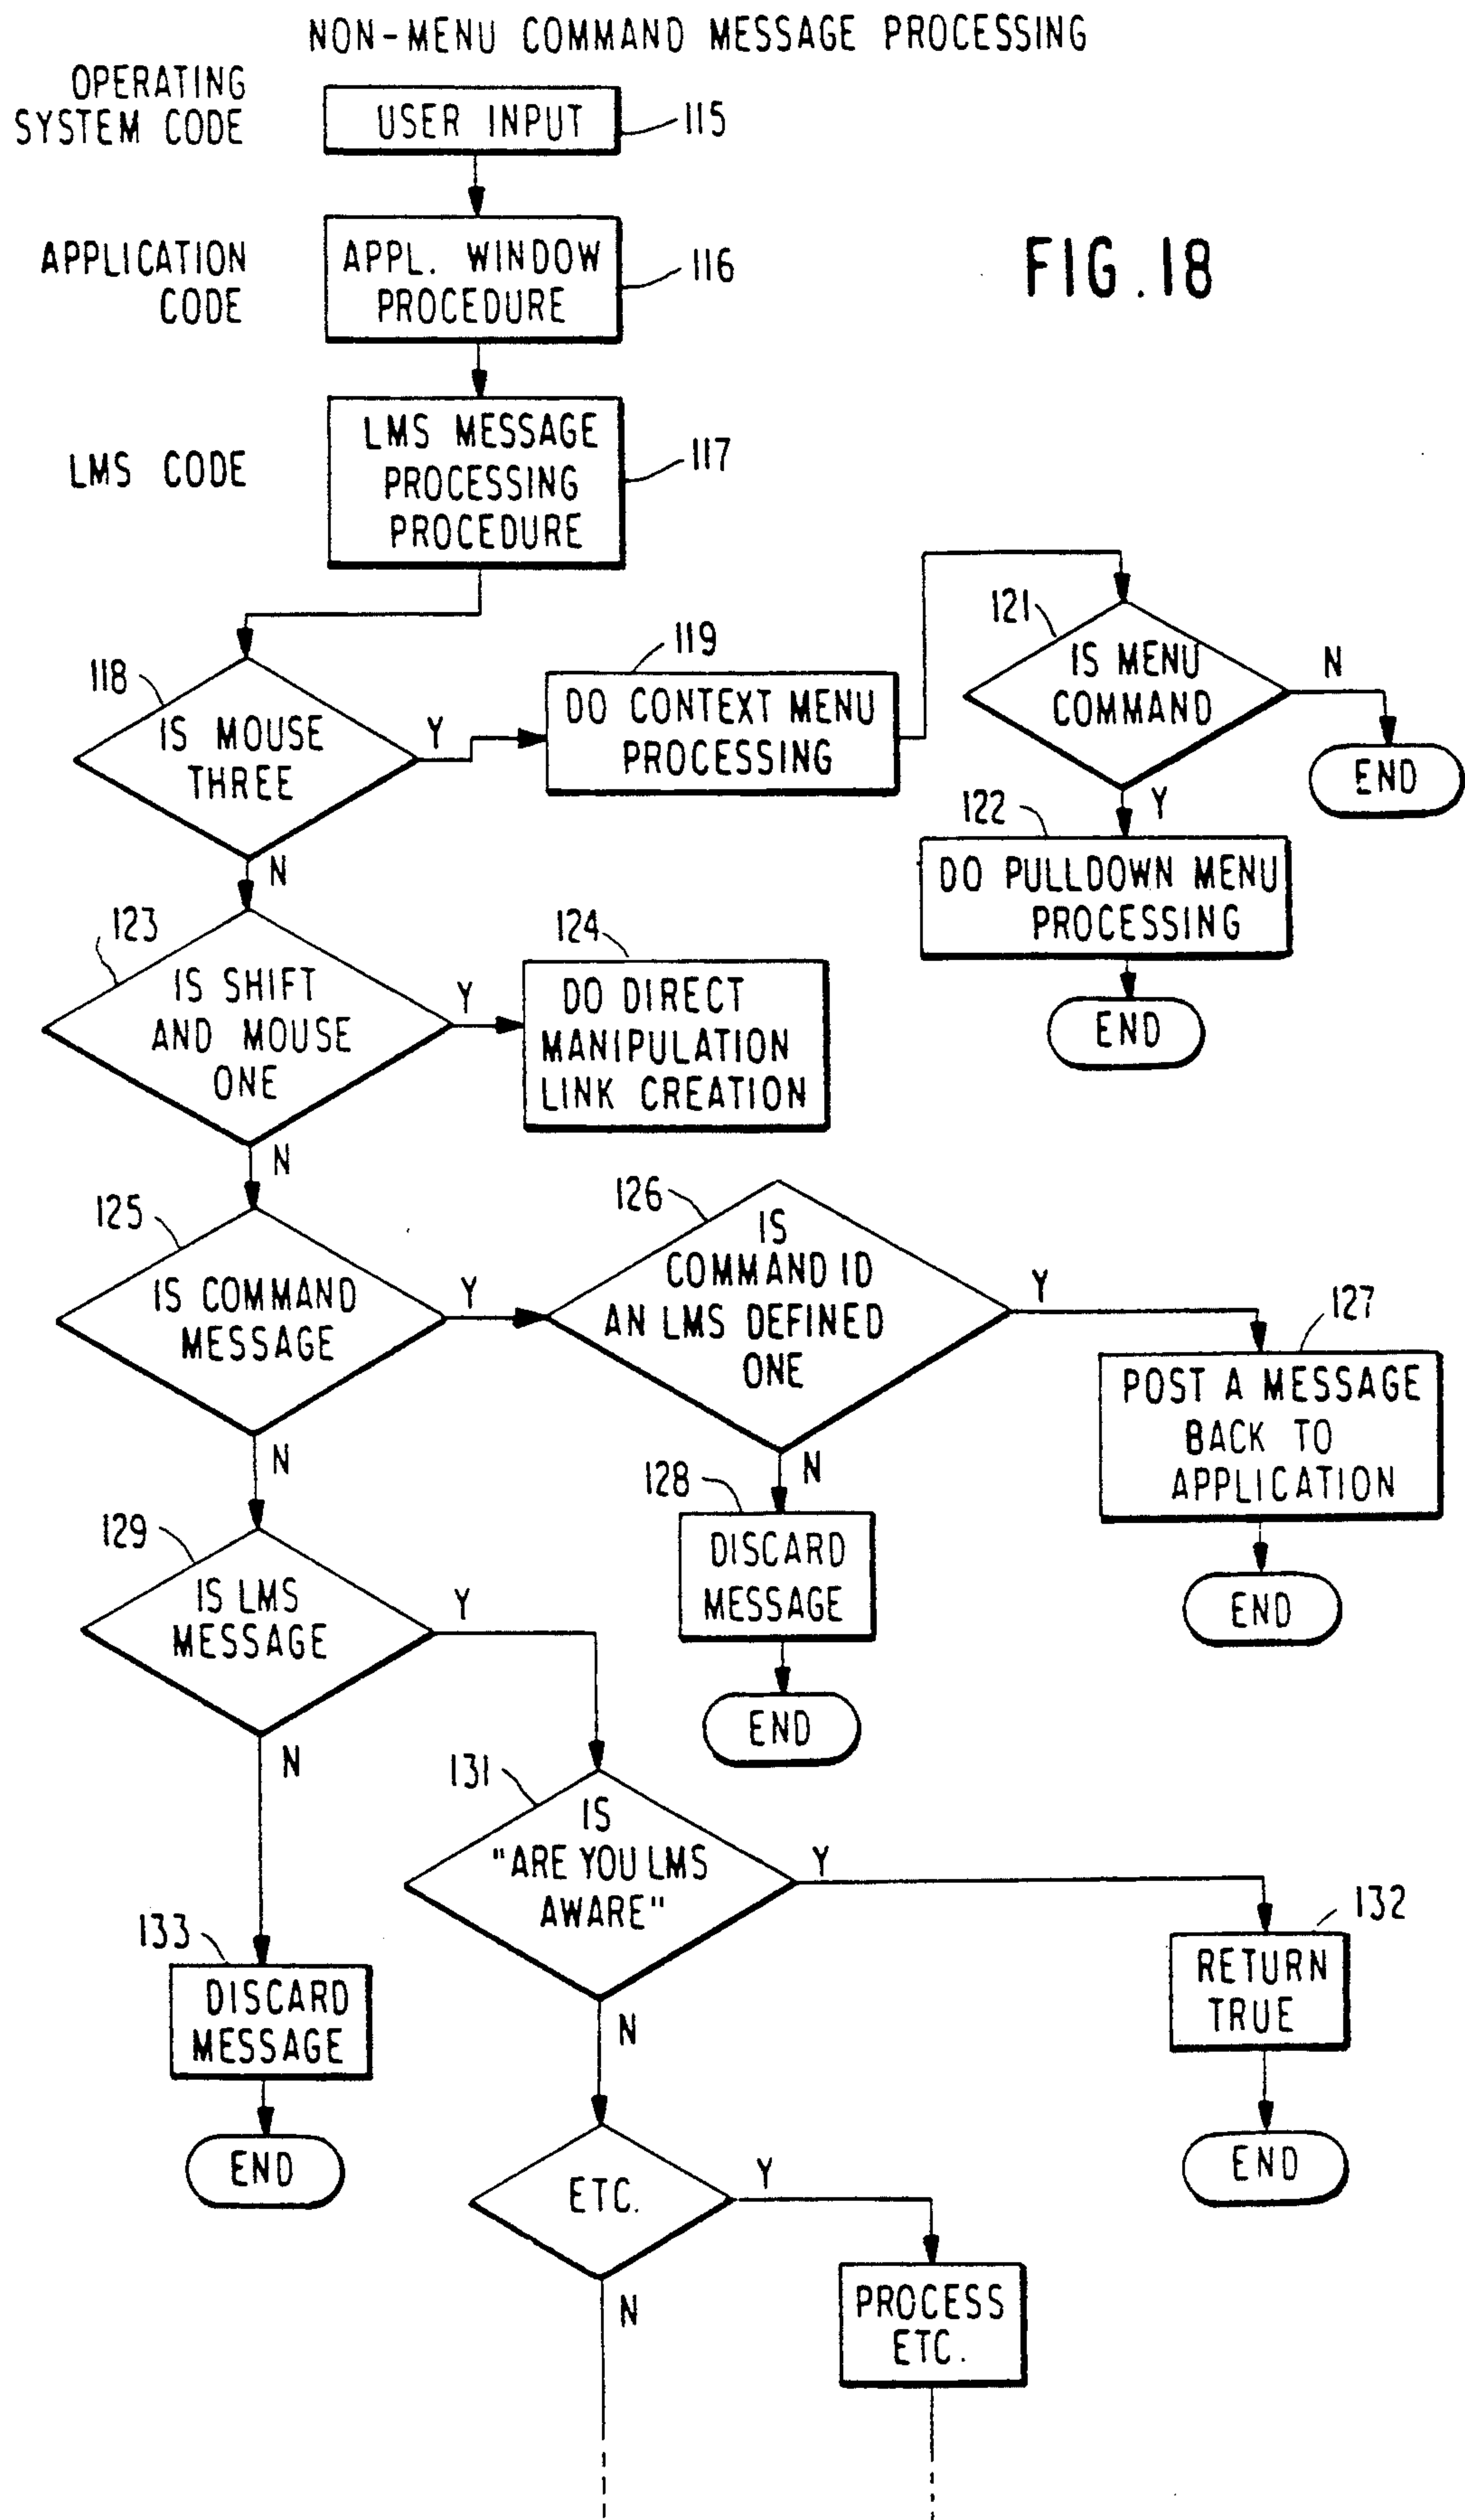 NON-MENU COMMAND MESSAGE PROCESSING
OPERATING
SYSTEM CODE
USER INPUT
115
APPLICATION
CODE
APPL. WINDOW
PROCEDURE
116
FIG. 18
LMS CODE
LMS MESSAGE
PROCESSING
PROCEDURE
117
118
IS MOUSE
THREE
Y
N
119
DO CONTEXT MENU
PROCESSING
121
IS MENU
COMMAND
N
END
Y
122
DO PULLDOWN MENU
PROCESSING
END
123
IS SHIFT
AND MOUSE
ONE
Y
N
124
DO DIRECT
MANIPULATION
LINK CREATION
125
IS COMMAND
MESSAGE
Y
N
126
IS
COMMAND ID
AN LMS DEFINED
ONE
Y
N
127
POST A MESSAGE
BACK TO
APPLICATION
END
128
DISCARD
MESSAGE
END
129
IS LMS
MESSAGE
Y
N
131
IS
"ARE YOU LMS
AWARE"
Y
N
132
RETURN
TRUE
END
133
DISCARD
MESSAGE
END
ETC.
Y
N
PROCESS
ETC.